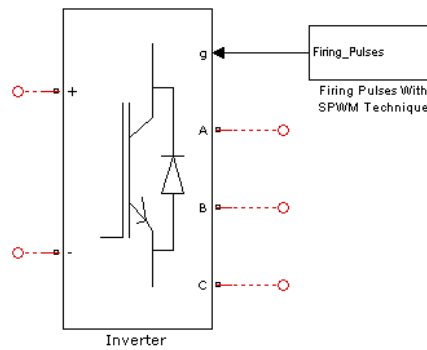 g
Firing_Pulses
+
Firing Pulses With
SPWM Technique
A
B
-
C
Inverter